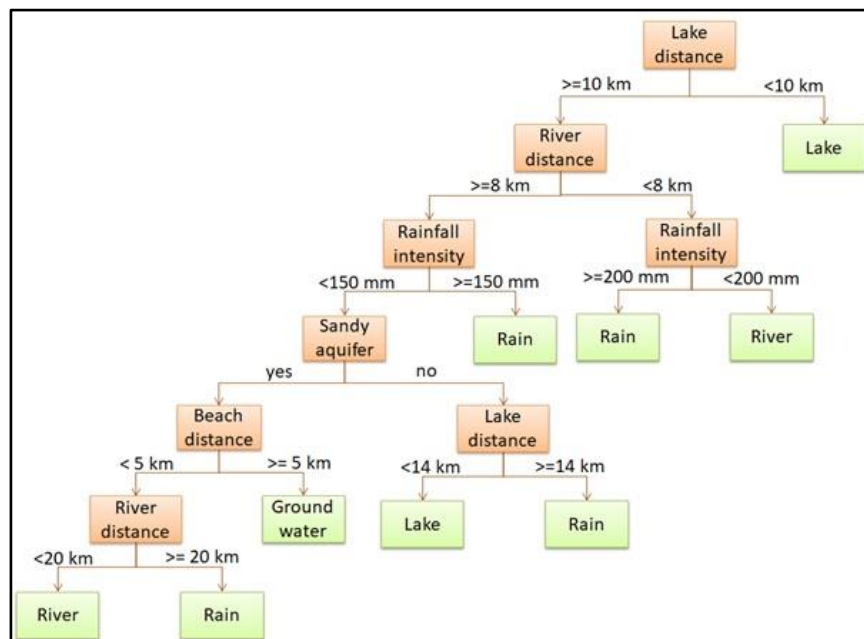 Lake
distance
>=10 km
<10 km
River
distance
Lake
>=8 km
<8 km
Rainfall
intensity
Rainfall
intensity
<150 mm
>=150 mm
>=200 mm
<200 mm
Sandy
aquifer
Rain
Rain
River
yes
no
Beach
distance
Lake
distance
< 5 km
>= 5 km
<14 km
>=14 km
River
distance
Ground
water
Lake
Rain
<20 km
>= 20 km
River
Rain